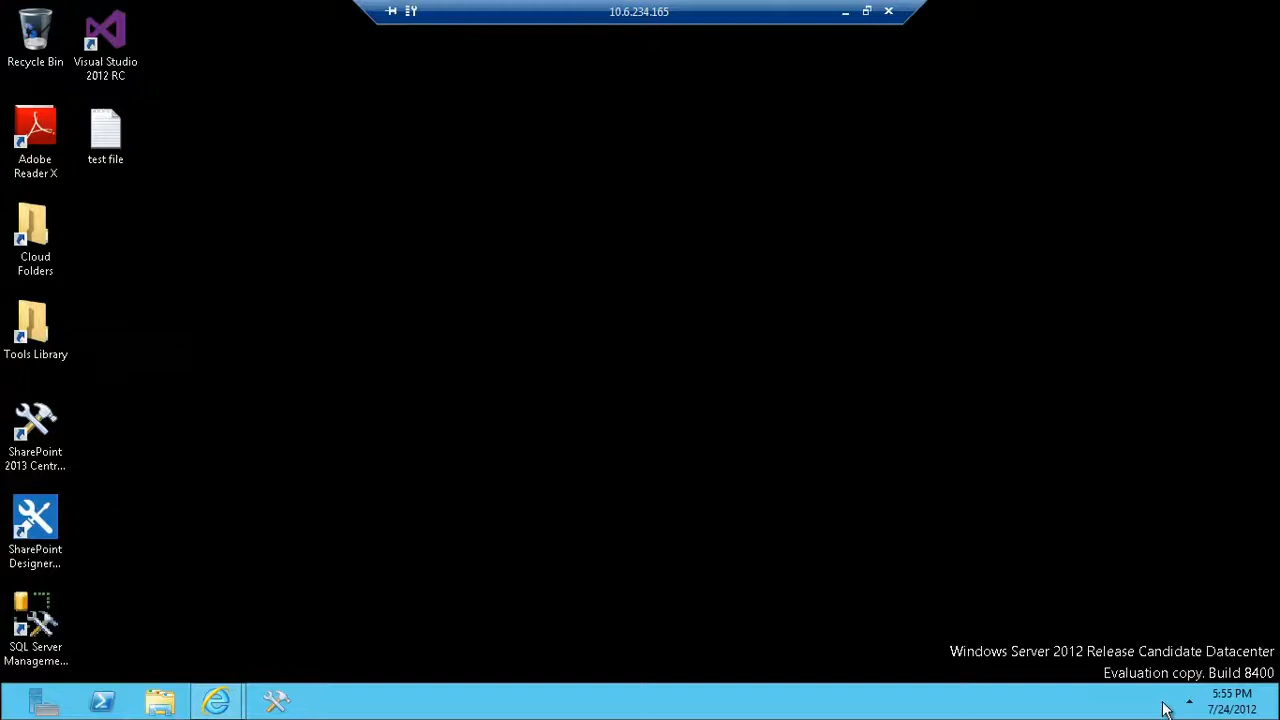 10.6.234.165
Recycle Bin
Visual Studio
2012 RC
Adobe
Reader X
test file
Cloud
Folders
Tools Library
SharePoint
2013 Centr...
SharePoint
Designer...
SQL Server
Manageme...
Windows Server 2012 Release Candidate Datacenter
Evaluation copy. Build 8400
5:55 PM
7/24/2012